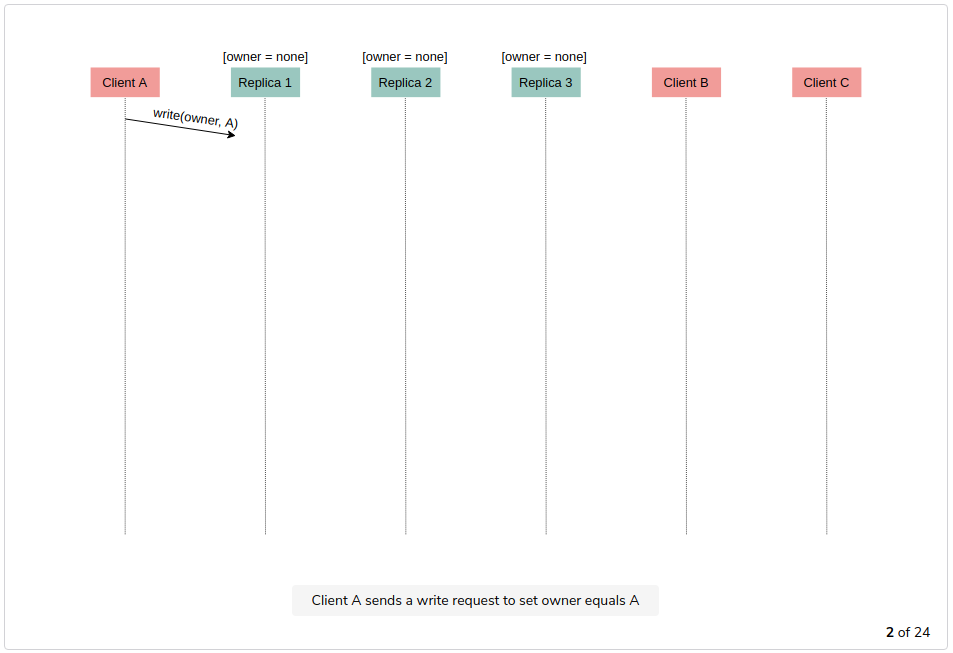 [owner = none] [owner = none] [owner = none]
Client A Replica 1 Replica 2 Replica 3 Client B Client C
write(owner, A)
Client A sends a write request to set owner equals A
2 of 24